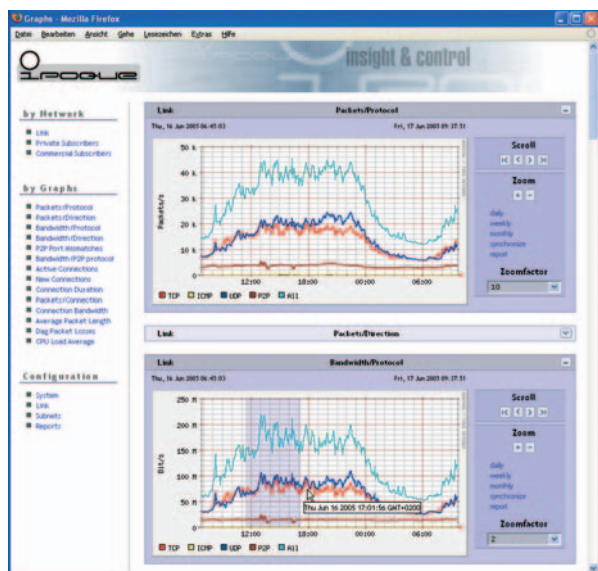 Graphs - Mozilla Firefox
Datei Bearbeiten Ansicht Gehe Lesezeichen Extras Hilfe
ipoque
insight & control
by Network
Link
Private Subscribers
Commercial Subscribers
by Graphs
Packets/Protocol
Packets/Direction
Bandwidth/Protocol
Bandwidth/Direction
P2P Port Mismatches
Bandwidth/P2P protocol
Active Connections
New Connections
Connection Duration
Packets/Connection
Connection Bandwidth
Average Packet Length
Dag Packet Losses
CPU Load Average
Configuration
System
Link
Subnets
Reports
Link Packets/Protocol
Thu, 16 Jun 2005 06:45:03 Fri, 17 Jun 2005 09:37:51
Packets/s
50 k
40 k
30 k
20 k
10 k
0
12:00 18:00 00:00 06:00
TCP ICMP UDP P2P All
Scroll
Zoom
daily
weekly
monthly
synchronize
report
Zoomfactor
10
Link Packets/Direction
Link Bandwidth/Protocol
Thu, 16 Jun 2005 06:45:03 Fri, 17 Jun 2005 09:37:51
Bit/s
250 M
200 M
150 M
100 M
50 M
0
12:00 18:00 00:00 06:00
Thu Jun 16 2005 17:01:56 GMT+0200
TCP ICMP UDP P2P All
Scroll
Zoom
daily
weekly
monthly
synchronize
report
Zoomfactor
2